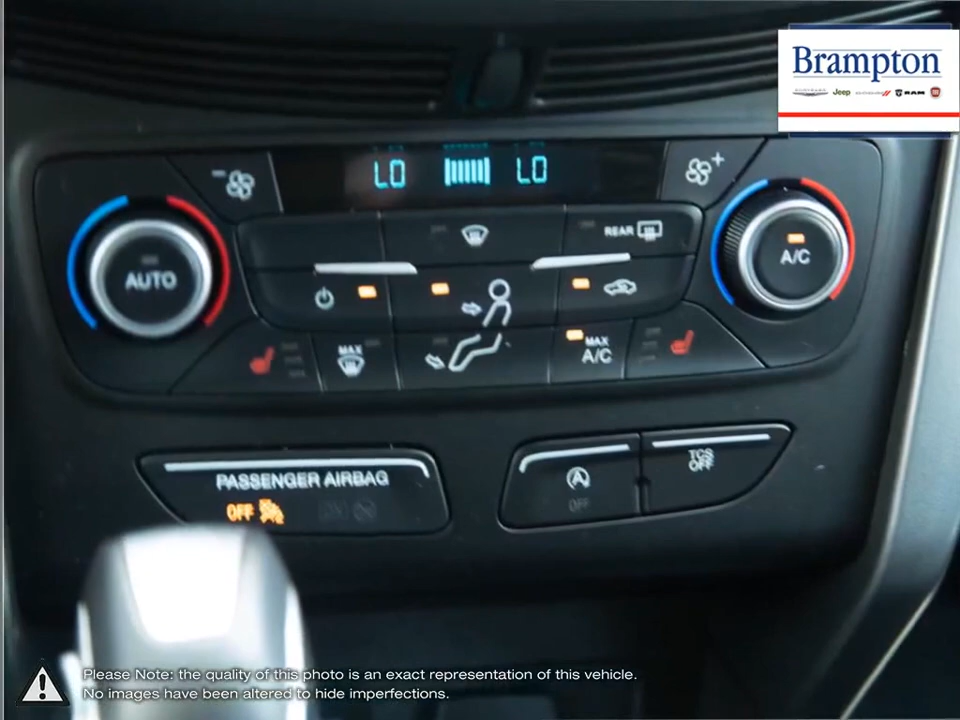 Brampton
Jeep
RAM
LO LO
REAR
AUTO
A/C
MAX
MAX
A/C
PASSENGER AIRBAG
OFF
A
OFF
TCS
OFF
Please Note: the quality of this photo is an exact representation of this vehicle.
No images have been altered to hide imperfections.